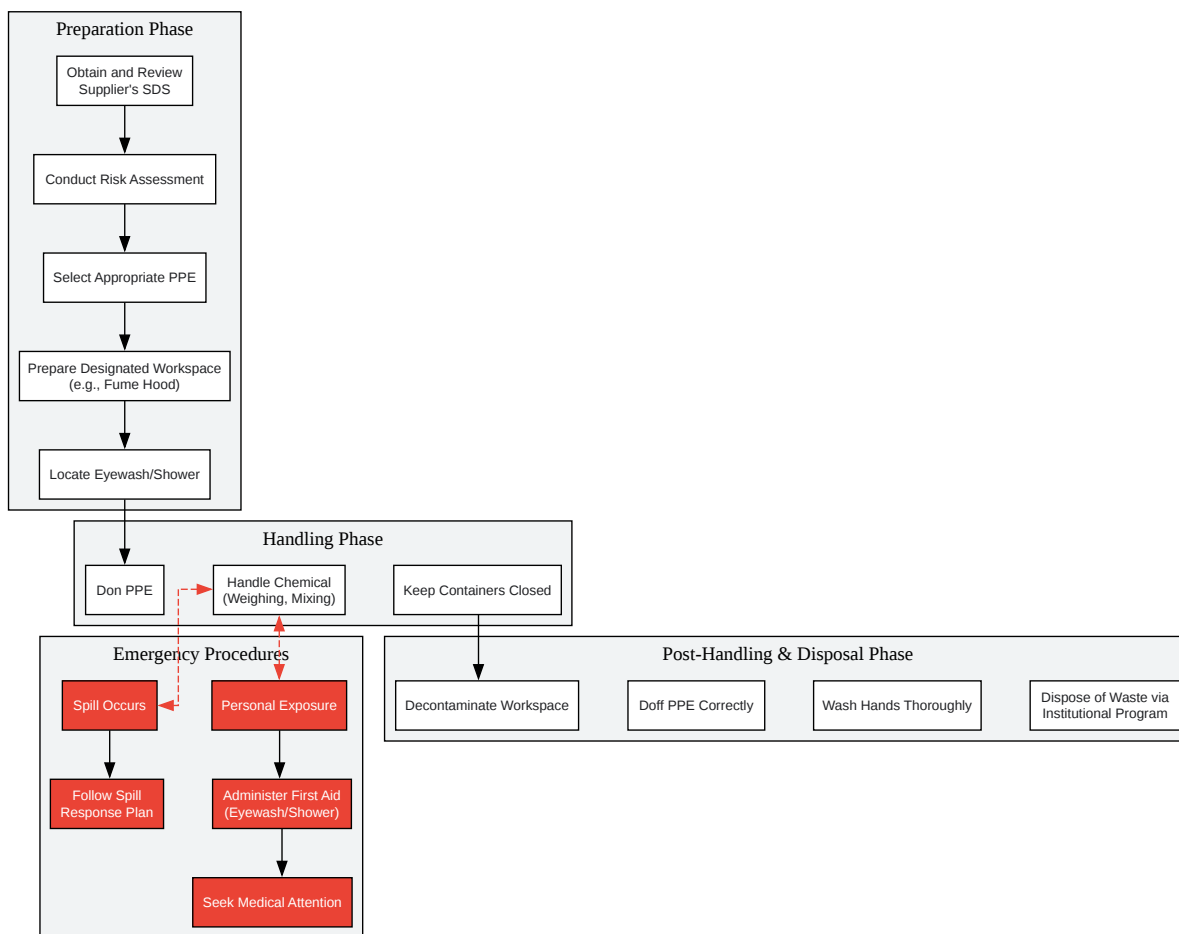 Preparation Phase
Obtain and Review
Supplier's SDS
Conduct Risk Assessment
Select Appropriate PPE
Prepare Designated Workspace
(e.g., Fume Hood)
Locate Eyewash/Shower
Handling Phase
Don PPE
Handle Chemical
(Weighing, Mixing)
Keep Containers Closed
Emergency Procedures
Spill Occurs
Personal Exposure
Follow Spill
Response Plan
Administer First Aid
(Eyewash/Shower)
Seek Medical Attention
Post-Handling & Disposal Phase
Decontaminate Workspace
Doff PPE Correctly
Wash Hands Thoroughly
Dispose of Waste via
Institutional Program